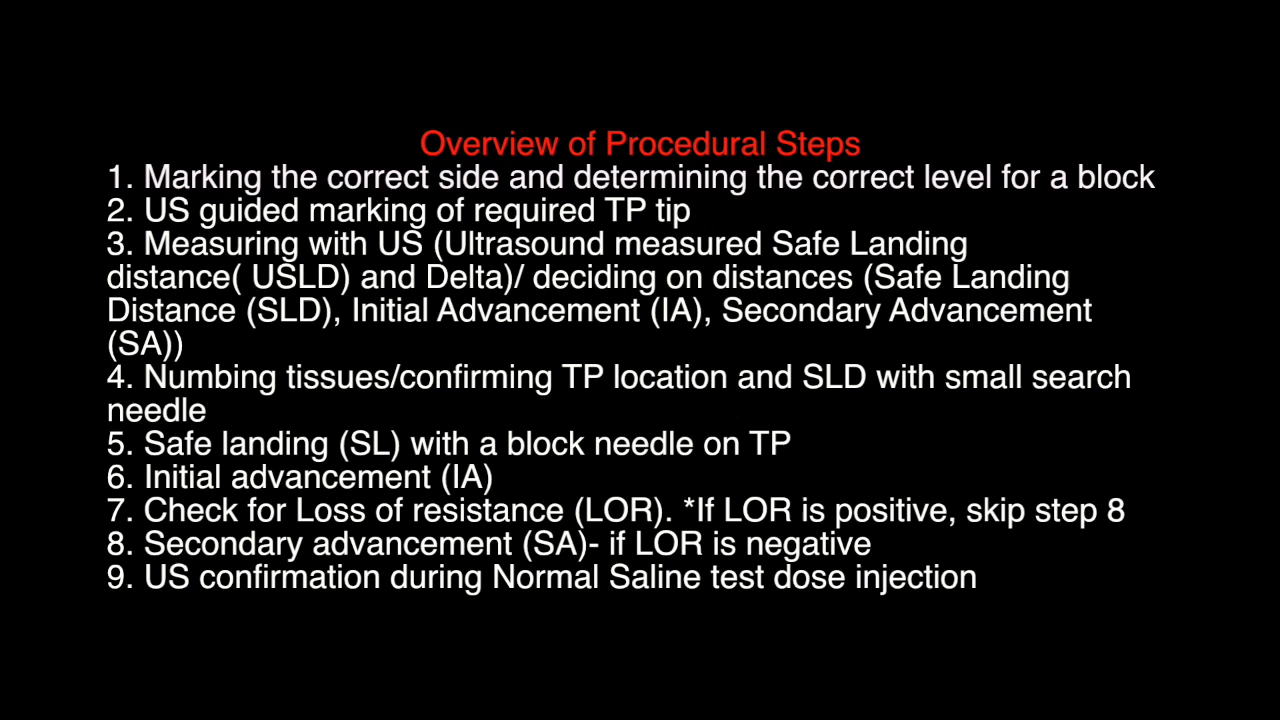 Overview of Procedural Steps
1. Marking the correct side and determining the correct level for a block
2. US guided marking of required TP tip
3. Measuring with US (Ultrasound measured Safe Landing
distance( USLD) and Delta)/ deciding on distances (Safe Landing
Distance (SLD), Initial Advancement (IA), Secondary Advancement
(SA))
4. Numbing tissues/confirming TP location and SLD with small search
needle
5. Safe landing (SL) with a block needle on TP
6. Initial advancement (IA)
7. Check for Loss of resistance (LOR). *If LOR is positive, skip step 8
8. Secondary advancement (SA)- if LOR is negative
9. US confirmation during Normal Saline test dose injection